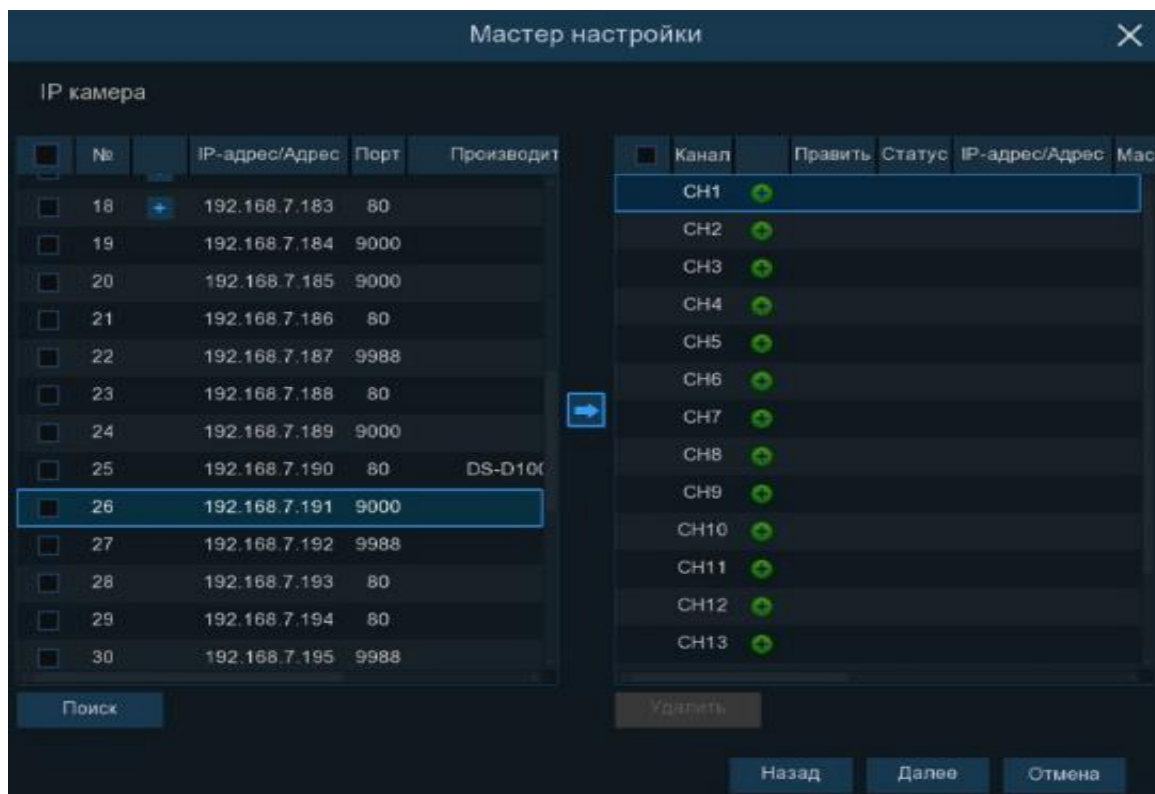 Мастер настройки
IP камера
№ IP-адрес/Адрес Порт Производит
18 192.168.7.183 80
19 192.168.7.184 9000
20 192.168.7.185 9000
21 192.168.7.186 80
22 192.168.7.187 9988
23 192.168.7.188 80
24 192.168.7.189 9000
25 192.168.7.190 80 DS-D100
26 192.168.7.191 9000
27 192.168.7.192 9988
28 192.168.7.193 80
29 192.168.7.194 80
30 192.168.7.195 9988
Поиск
Канал Править Статус IP-адрес/Адрес Мас
CH1
CH2
CH3
CH4
CH5
CH6
CH7
CH8
CH9
CH10
CH11
CH12
CH13
Удалить
Назад Далее Отмена